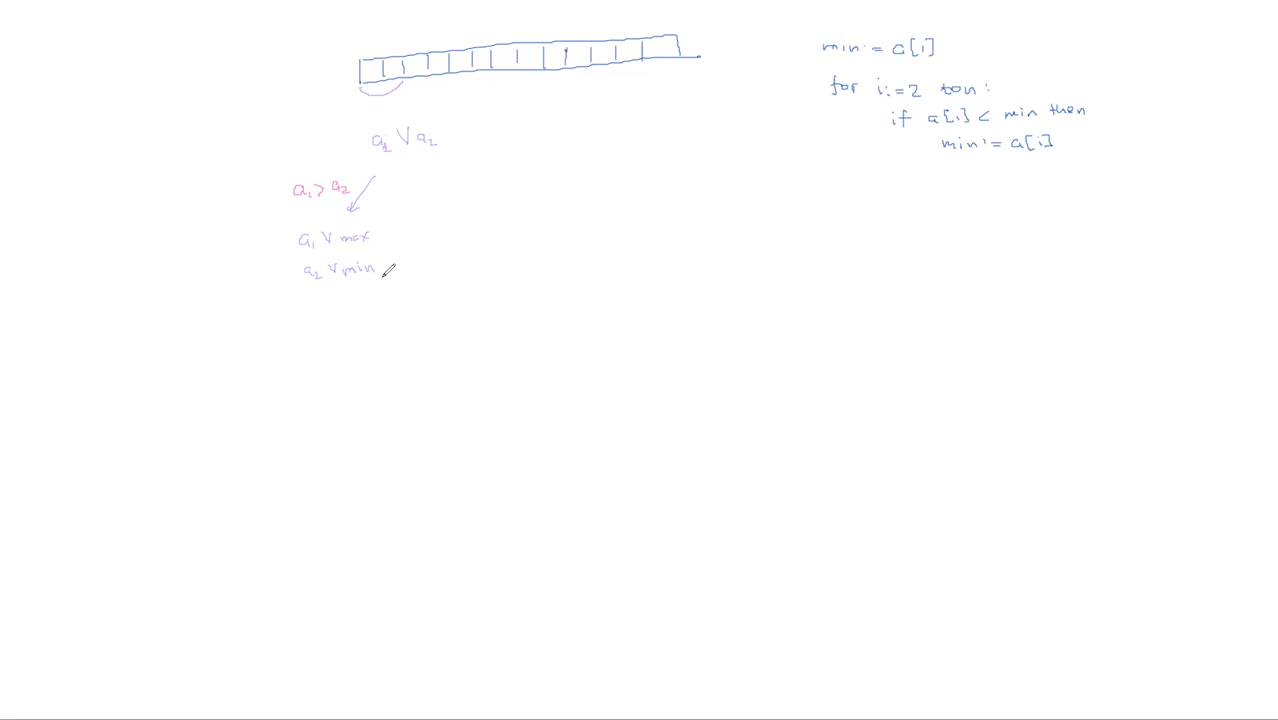 min := a[1]
for i:=2 to n:
if a[i] < min then
min := a[i]
a1 V a2
a1 > a2
a1 V max
a2 V min